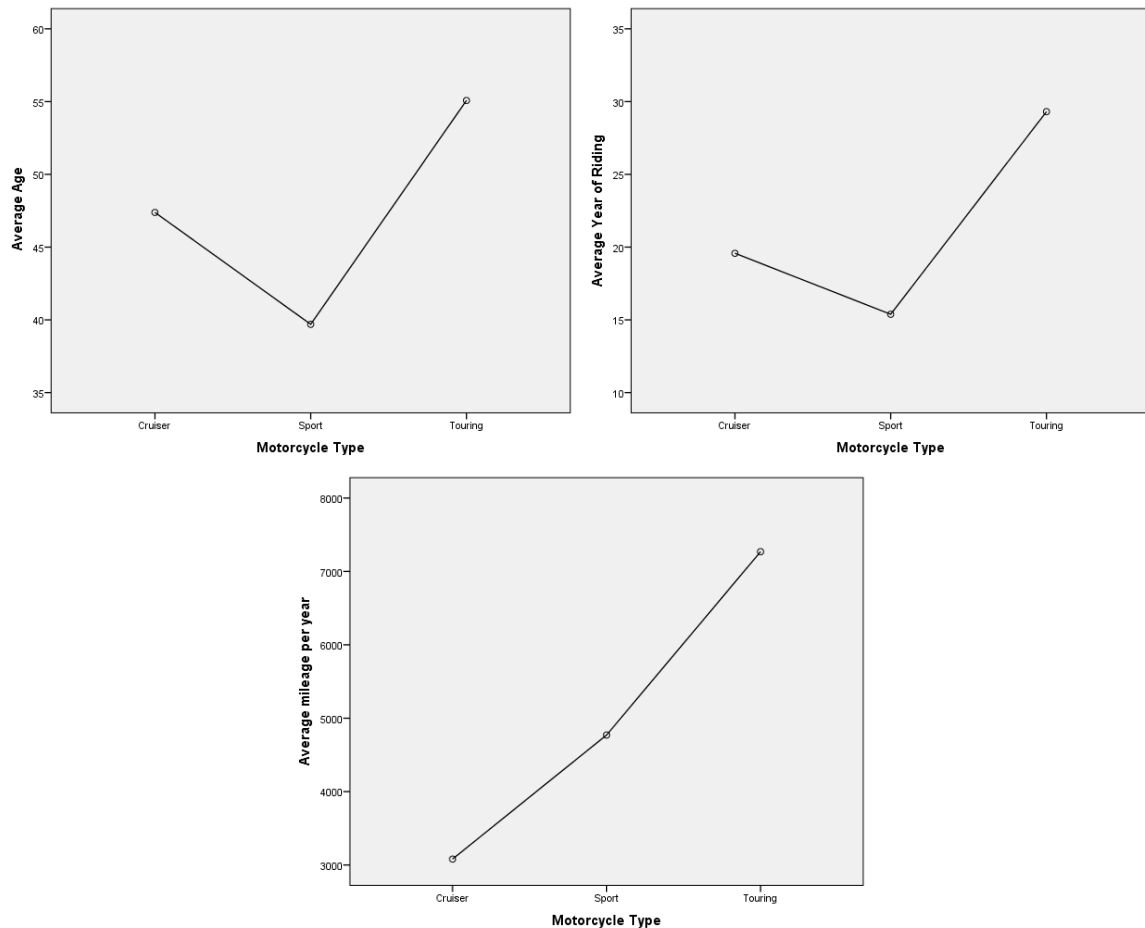 60
55
50
45
40
35
Average Age
Cruiser
Sport
Touring
Motorcycle Type
35
30
25
20
15
10
Average Year of Riding
Cruiser
Sport
Touring
Motorcycle Type
8000
7000
6000
5000
4000
3000
Average mileage per year
Cruiser
Sport
Touring
Motorcycle Type